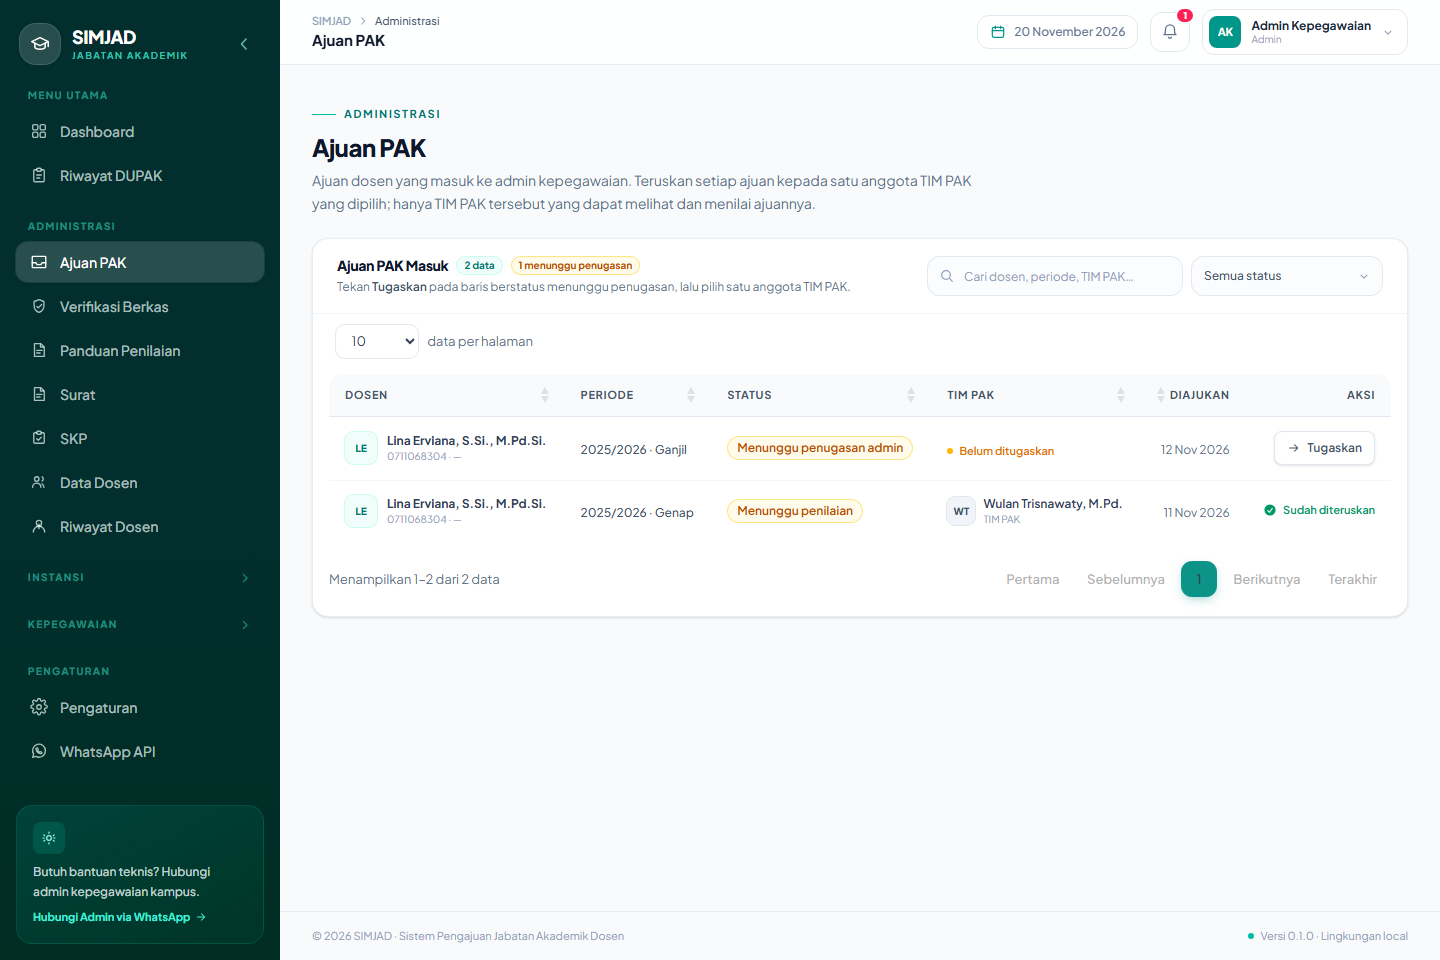 SIMJAD
JABATAN AKADEMIK
MENU UTAMA
Dashboard
Riwayat DUPAK
ADMINISTRASI
Ajuan PAK
Verifikasi Berkas
Panduan Penilaian
Surat
SKP
Data Dosen
Riwayat Dosen
INSTANSI
KEPEGAWAIAN
PENGATURAN
Pengaturan
WhatsApp API
Butuh bantuan teknis? Hubungi
admin kepegawaian kampus.
Hubungi Admin via WhatsApp →
SIMJAD > Administrasi
Ajuan PAK
20 November 2026
1
AK
Admin Kepegawaian
Admin
ADMINISTRASI
Ajuan PAK
Ajuan dosen yang masuk ke admin kepegawaian. Teruskan setiap ajuan kepada satu anggota TIM PAK
yang dipilih; hanya TIM PAK tersebut yang dapat melihat dan menilai ajuannya.
Ajuan PAK Masuk 2 data 1 menunggu penugasan
Tekan Tugaskan pada baris berstatus menunggu penugasan, lalu pilih satu anggota TIM PAK.
Cari dosen, periode, TIM PAK...
Semua status
10 data per halaman
DOSEN PERIODE STATUS TIM PAK DIAJUKAN AKSI
LE Lina Erviana, S.Si., M.Pd.Si. 2025/2026 · Ganjil Menunggu penugasan admin Belum ditugaskan 12 Nov 2026 → Tugaskan
0711068304 · —
LE Lina Erviana, S.Si., M.Pd.Si. 2025/2026 · Genap Menunggu penilaian WT Wulan Trisnawaty, M.Pd. 11 Nov 2026 Sudah diteruskan
0711068304 · — TIM PAK
Menampilkan 1–2 dari 2 data
Pertama Sebelumnya 1 Berikutnya Terakhir
© 2026 SIMJAD · Sistem Pengajuan Jabatan Akademik Dosen
Versi 0.1.0 · Lingkungan local